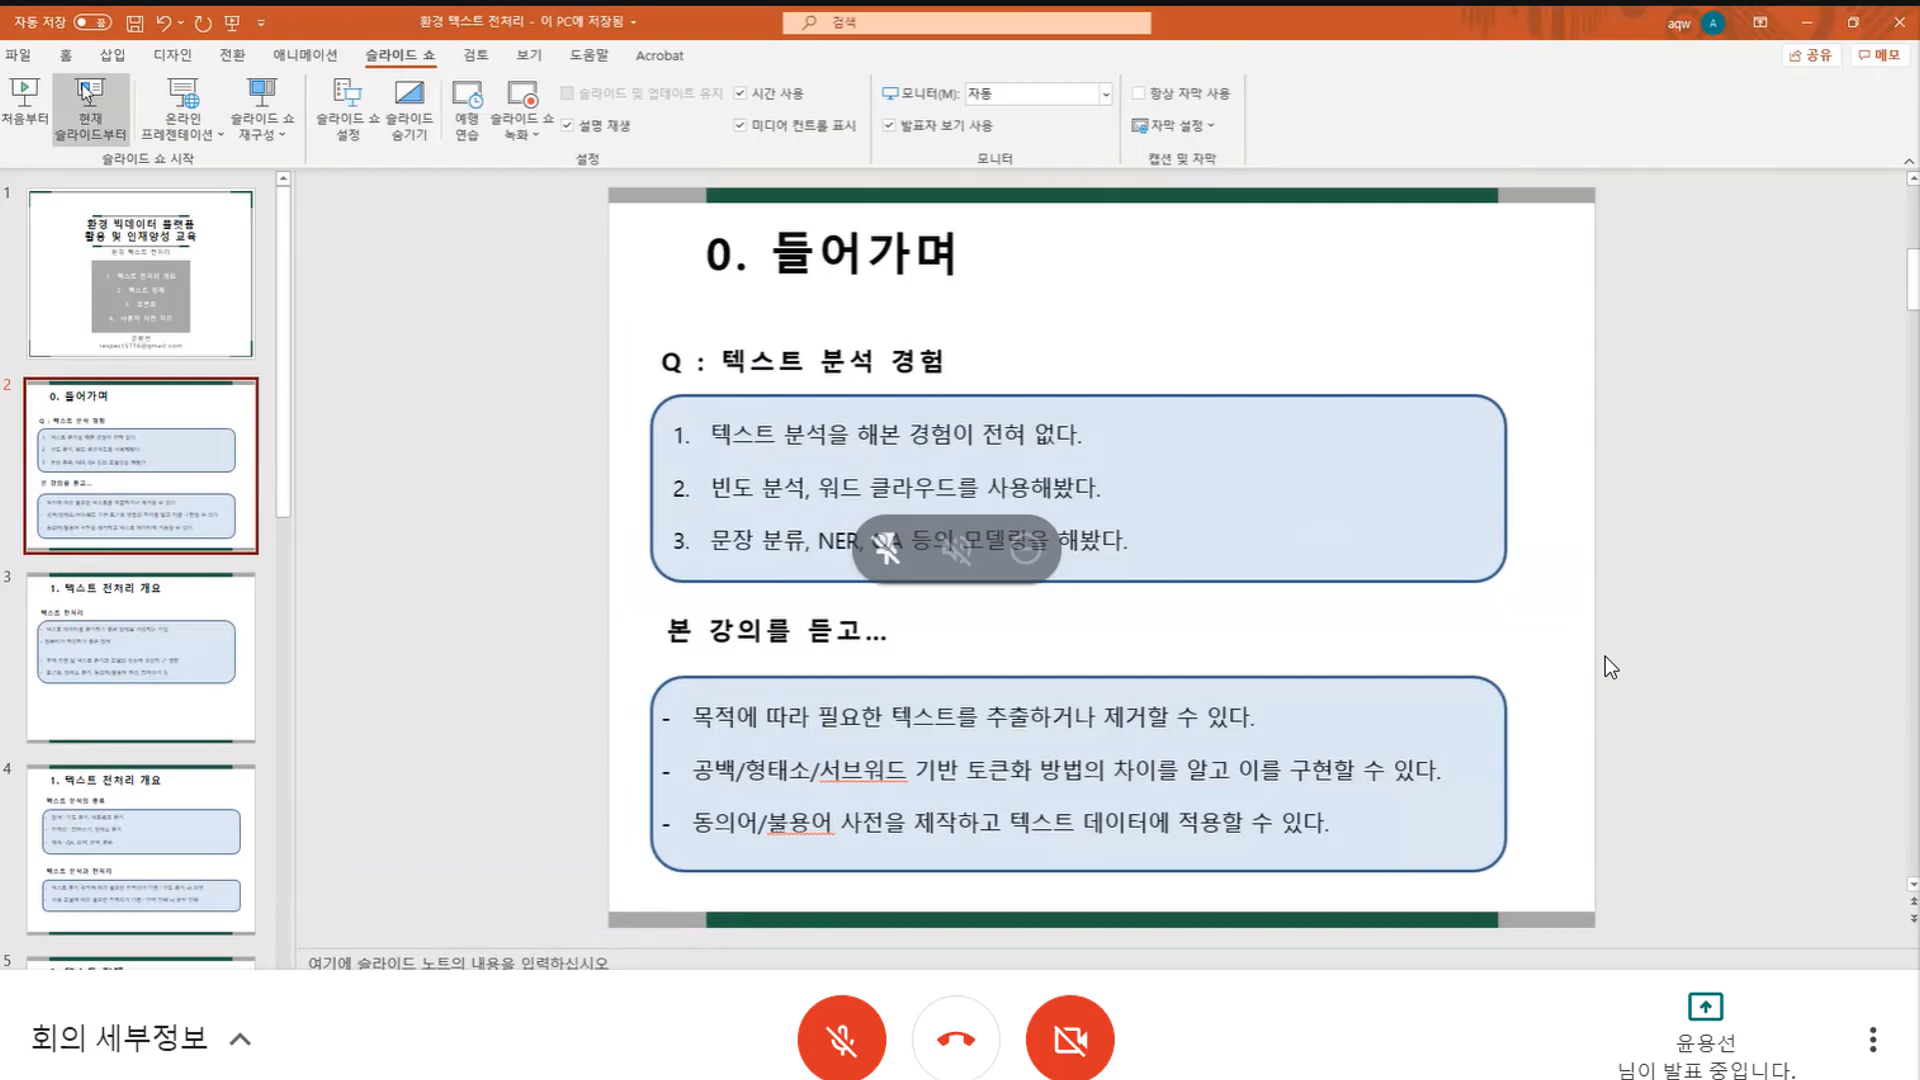 자동 저장
환경 텍스트 전처리 - 이 PC에 저장됨
검색
aqw
A
파일 홈 삽입 디자인 전환 애니메이션 슬라이드 쇼 검토 보기 도움말 Acrobat
공유
메모
처음부터
현재
슬라이드부터
온라인
프레젠테이션
슬라이드 쇼
재구성
슬라이드 쇼 시작
슬라이드 쇼
설정
슬라이드
숨기기
예행
연습
슬라이드 쇼
녹화
슬라이드 및 업데이트 유지
시간 사용
설명 재생
미디어 컨트롤 표시
설정
모니터(M): 자동
발표자 보기 사용
모니터
항상 자막 사용
자막 설정
캡션 및 자막
1
환경 빅데이터 플랫폼
활용 및 인재양성 교육
환경 텍스트 전처리
1. 텍스트 전처리 개요
2. 텍스트 정제
3. 토큰화
4. 사용자 사전 처리
2
0. 들어가며
Q : 텍스트 분석 경험
본 강의를 듣고...
3
1. 텍스트 전처리 개요
텍스트 전처리
4
1. 텍스트 전처리 개요
텍스트 분석의 종류
텍스트 분석과 전처리
5
0. 들어가며
Q : 텍스트 분석 경험
1. 텍스트 분석을 해본 경험이 전혀 없다.
2. 빈도 분석, 워드 클라우드를 사용해봤다.
3. 문장 분류, NER, QA 등의 모델링을 해봤다.
본 강의를 듣고...
- 목적에 따라 필요한 텍스트를 추출하거나 제거할 수 있다.
- 공백/형태소/서브워드 기반 토큰화 방법의 차이를 알고 이를 구현할 수 있다.
- 동의어/불용어 사전을 제작하고 텍스트 데이터에 적용할 수 있다.
여기에 슬라이드 노트의 내용을 입력하십시오
회의 세부정보
윤용선
님이 발표 중입니다.